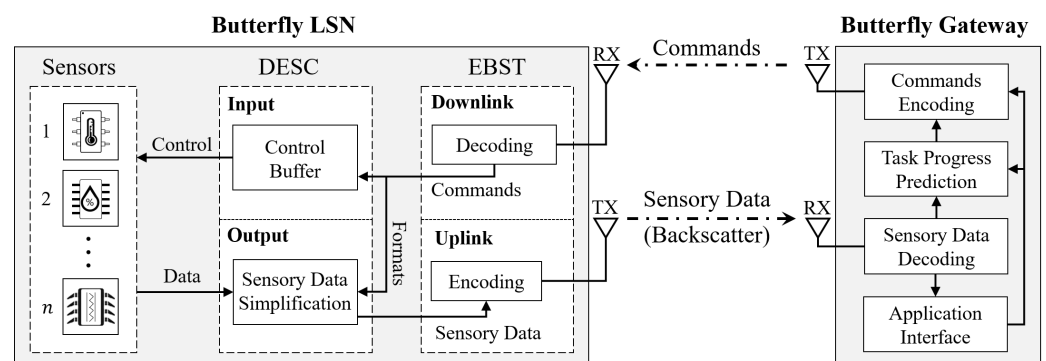 Butterfly LSN
Butterfly Gateway
Sensors
DESC
EBST
RX
Commands
TX
Input
Downlink
Commands
Encoding
1
Control
Control
Buffer
Decoding
Commands
Task Progress
Prediction
2
%
TX
Sensory Data
(Backscatter)
RX
Output
Formats
Uplink
Sensory Data
Decoding
n
Data
Sensory Data
Simplification
Encoding
Sensory Data
Application
Interface